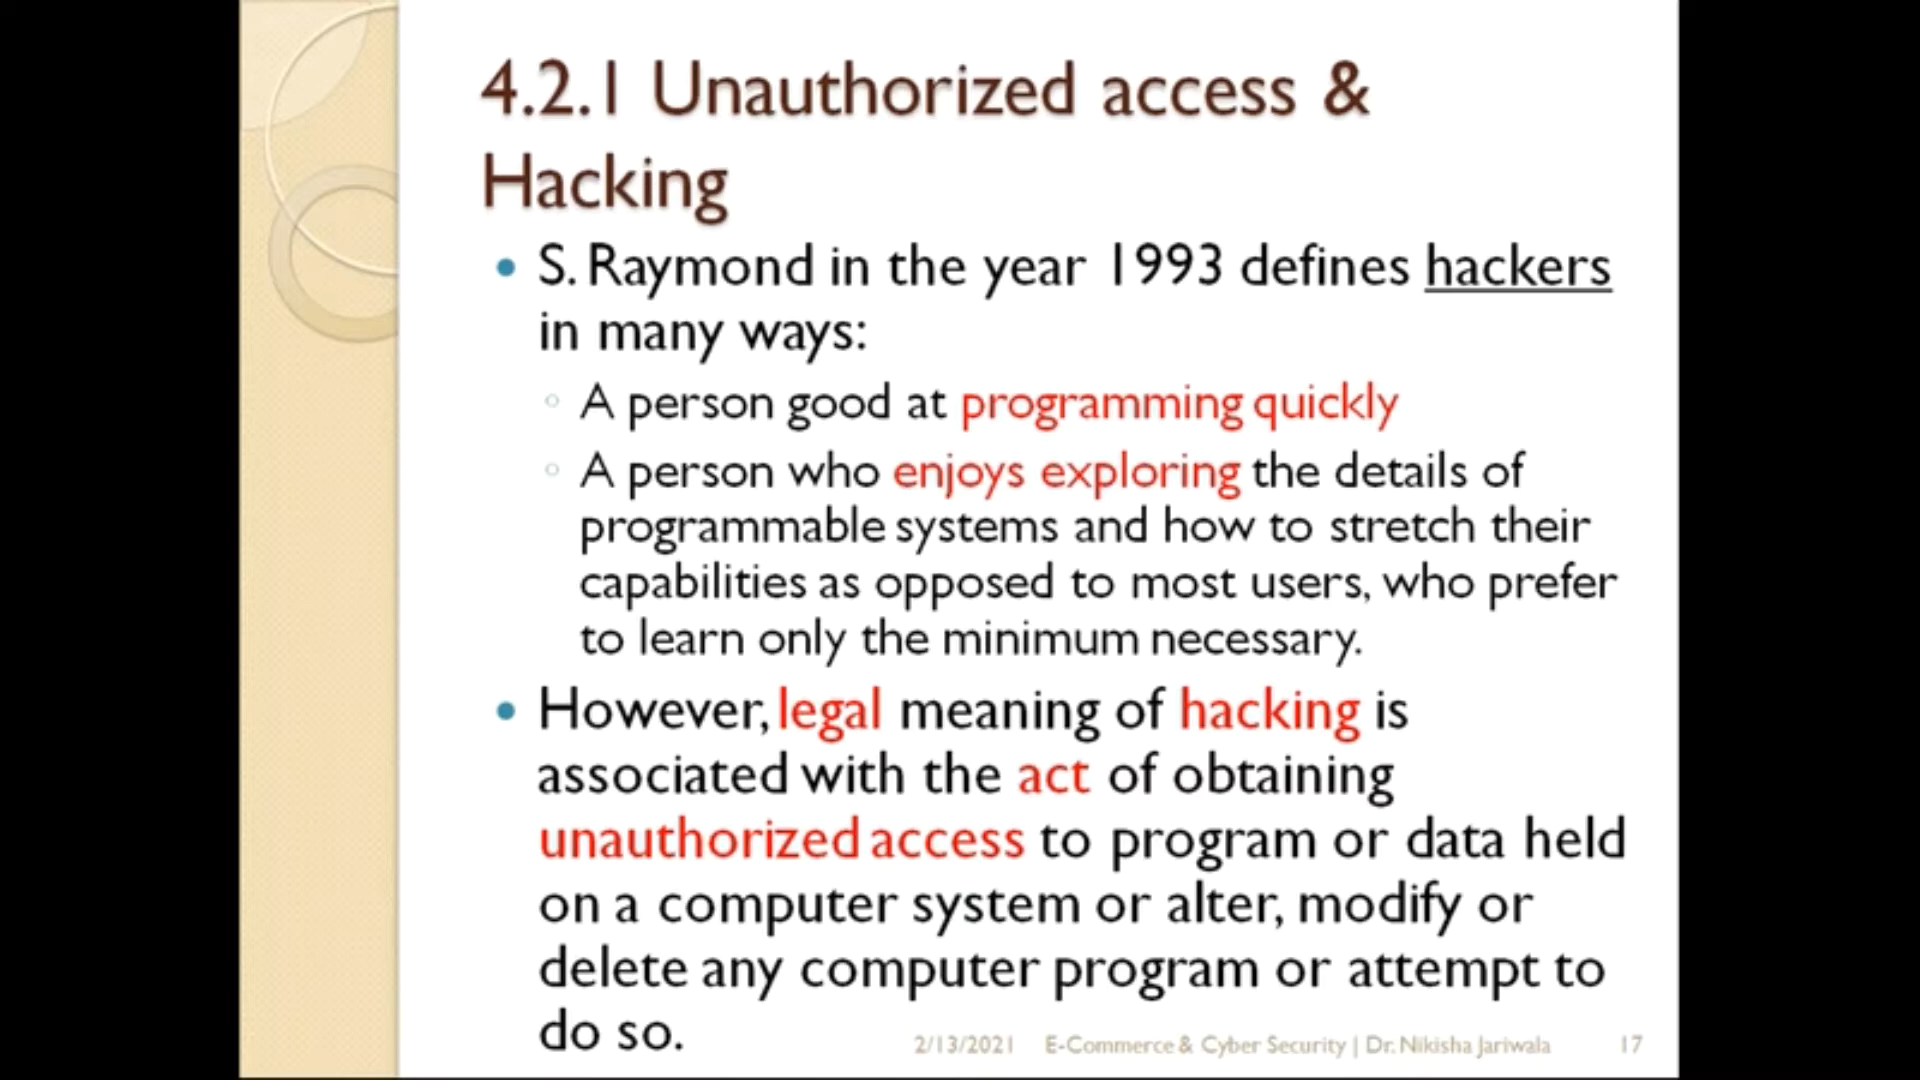 4.2.1 Unauthorized access &
Hacking
• S. Raymond in the year 1993 defines hackers
in many ways:
◦ A person good at programming quickly
◦ A person who enjoys exploring the details of
programmable systems and how to stretch their
capabilities as opposed to most users, who prefer
to learn only the minimum necessary.
• However, legal meaning of hacking is
associated with the act of obtaining
unauthorized access to program or data held
on a computer system or alter, modify or
delete any computer program or attempt to
do so.
2/13/2021 E-Commerce & Cyber Security | Dr. Nikisha Jariwala 17